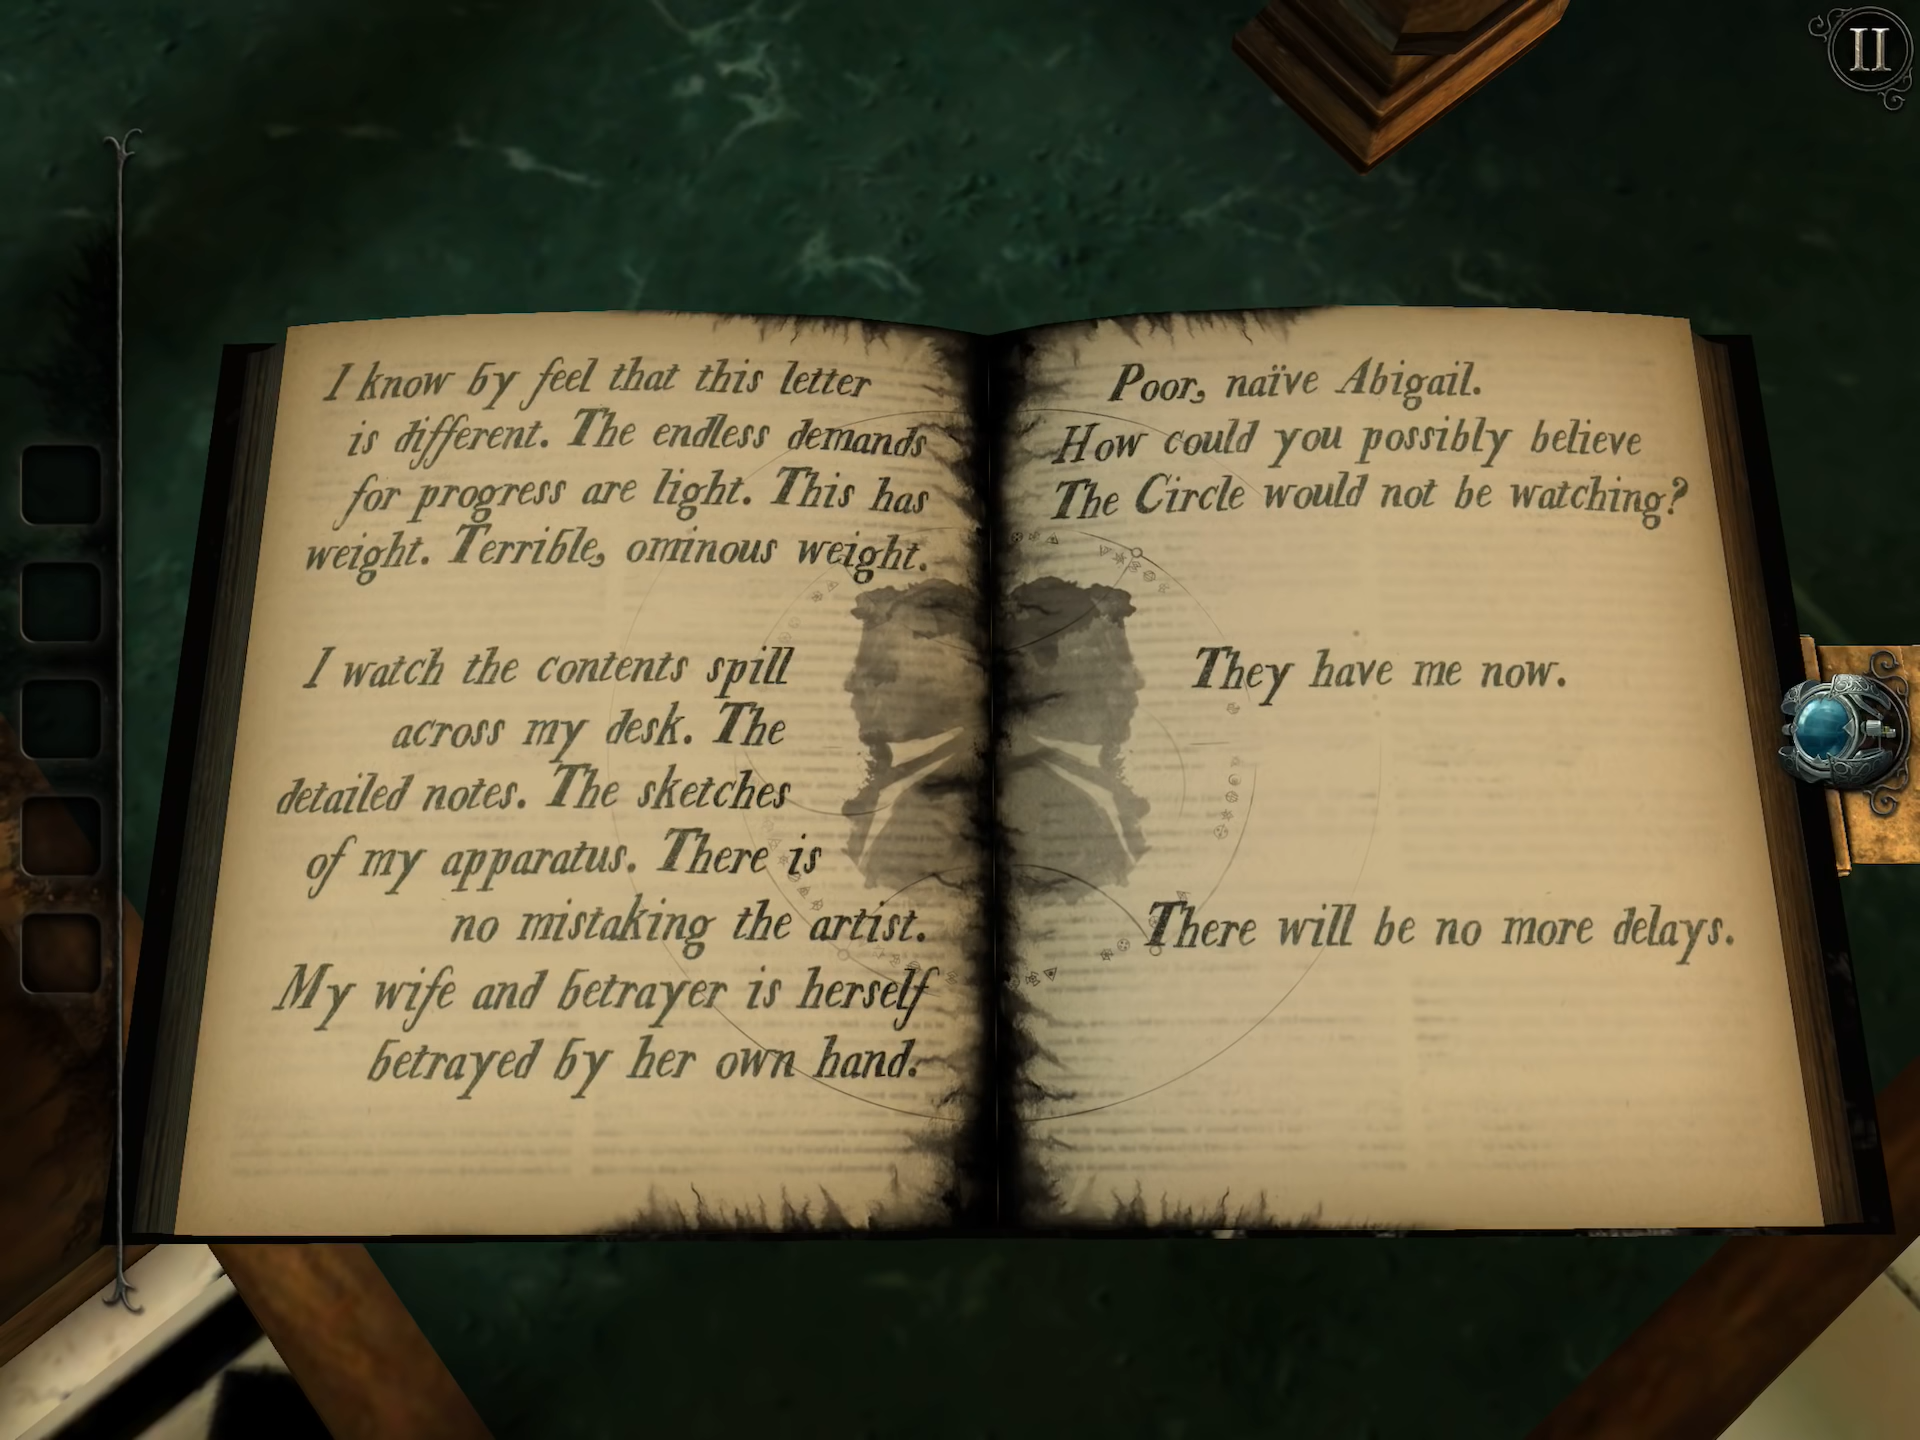 II
I know by feel that this letter
is different. The endless demands
for progress are light. This has
weight. Terrible, ominous weight.
I watch the contents spill
across my desk. The
detailed notes. The sketches
of my apparatus. There is
no mistaking the artist.
My wife and betrayer is herself
betrayed by her own hand.
Poor, naïve Abigail.
How could you possibly believe
The Circle would not be watching?
They have me now.
There will be no more delays.